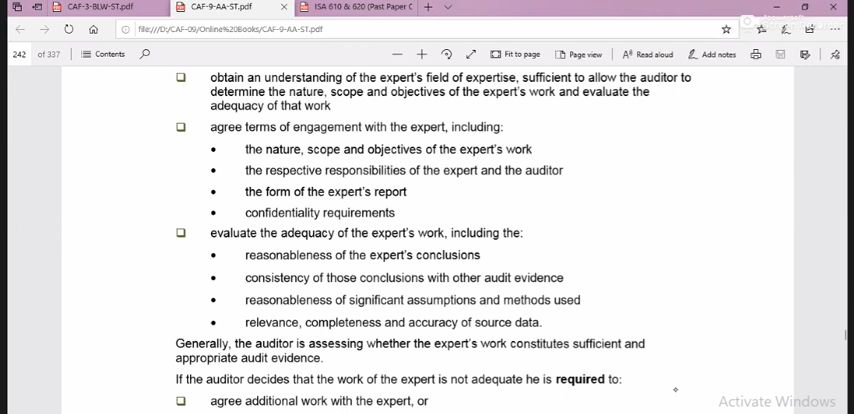 CAF-3-BLW-ST.pdf
CAF-9-AA-ST.pdf
ISA 610 & 620 (Past Paper C
file:///D:/CAF-09/Online%20Books/CAF-9-AA-ST.pdf
242 of 337
Contents
Fit to page
Page view
Read aloud
Add notes
obtain an understanding of the expert's field of expertise, sufficient to allow the auditor to
determine the nature, scope and objectives of the expert's work and evaluate the
adequacy of that work
agree terms of engagement with the expert, including:
• the nature, scope and objectives of the expert's work
• the respective responsibilities of the expert and the auditor
• the form of the expert's report
• confidentiality requirements
evaluate the adequacy of the expert's work, including the:
• reasonableness of the expert's conclusions
• consistency of those conclusions with other audit evidence
• reasonableness of significant assumptions and methods used
• relevance, completeness and accuracy of source data.
Generally, the auditor is assessing whether the expert's work constitutes sufficient and
appropriate audit evidence.
If the auditor decides that the work of the expert is not adequate he is required to:
agree additional work with the expert, or
Activate Windows